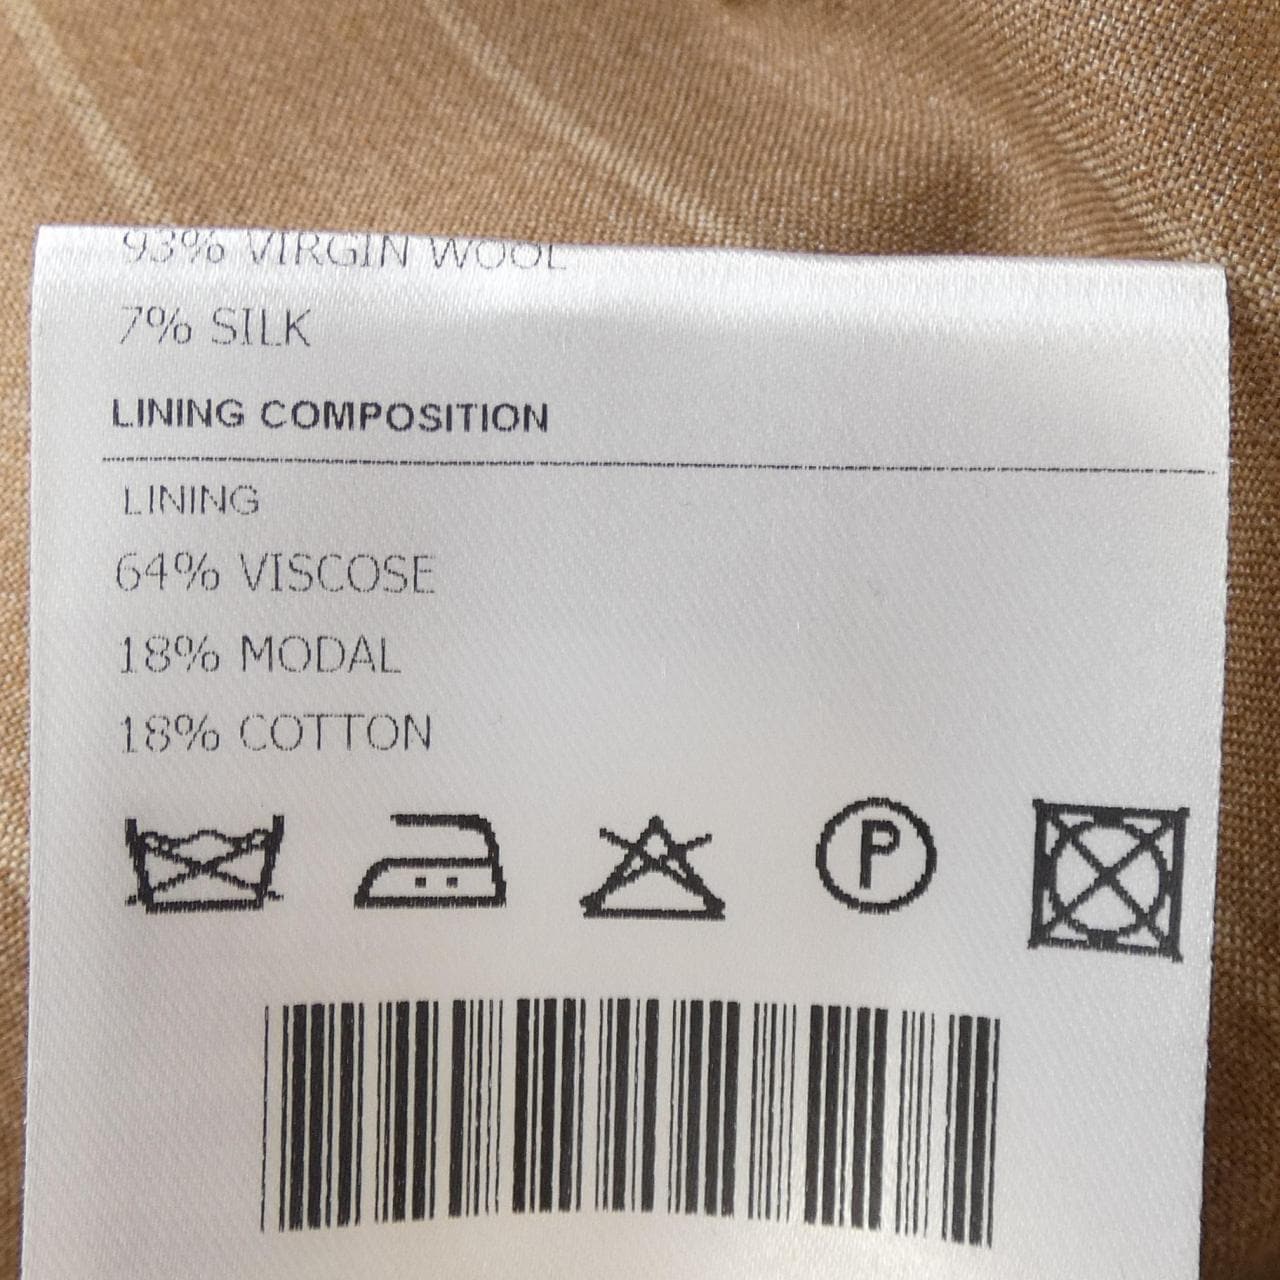 93% VIRGIN WOOL
7% SILK
LINING COMPOSITION
LINING
64% VISCOSE
18% MODAL
18% COTTON
P